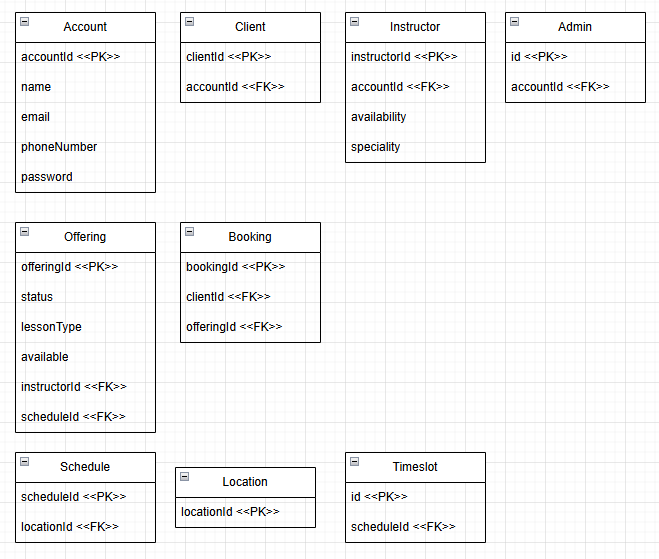 Account
accountId <<PK>>
name
email
phoneNumber
password
Client
clientId <<PK>>
accountId <<FK>>
Instructor
instructorId <<PK>>
accountId <<FK>>
availability
speciality
Admin
id <<PK>>
accountId <<FK>>
Offering
offeringId <<PK>>
status
lessonType
available
instructorId <<FK>>
scheduleId <<FK>>
Booking
bookingId <<PK>>
clientId <<FK>>
offeringId <<FK>>
Schedule
scheduleId <<PK>>
locationId <<FK>>
Location
locationId <<PK>>
Timeslot
id <<PK>>
scheduleId <<FK>>